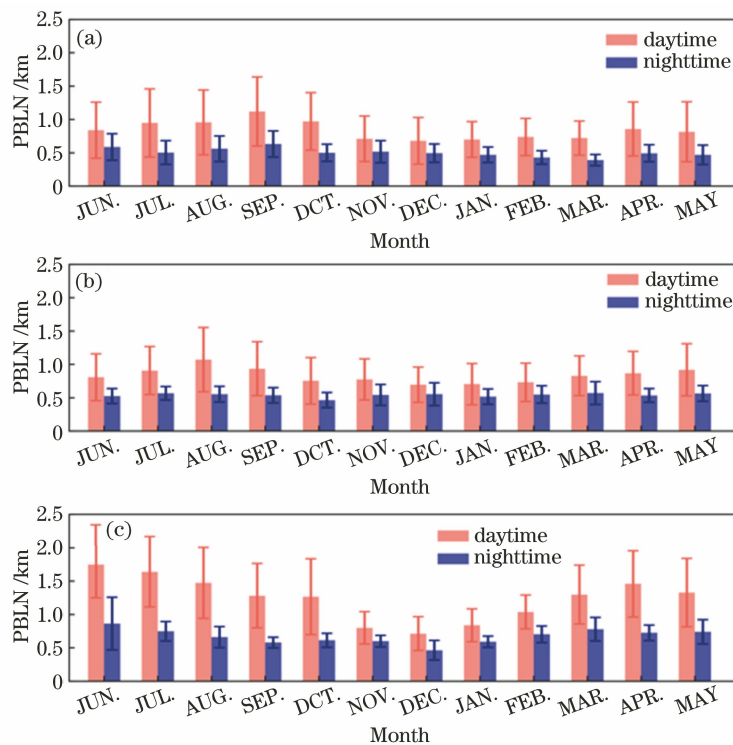 2.5
(a)
daytime
2.0
nighttime
1.5
1.0
0.5
0
PBLN /km
JUN. JUL. AUG. SEP. DCT. NOV. DEC. JAN. FEB. MAR. APR. MAY
Month
2.5
(b)
daytime
2.0
nighttime
1.5
1.0
0.5
0
PBLN /km
JUN. JUL. AUG. SEP. DCT. NOV. DEC. JAN. FEB. MAR. APR. MAY
Month
2.5
(c)
daytime
2.0
nighttime
1.5
1.0
0.5
0
PBLN /km
JUN. JUL. AUG. SEP. DCT. NOV. DEC. JAN. FEB. MAR. APR. MAY
Month